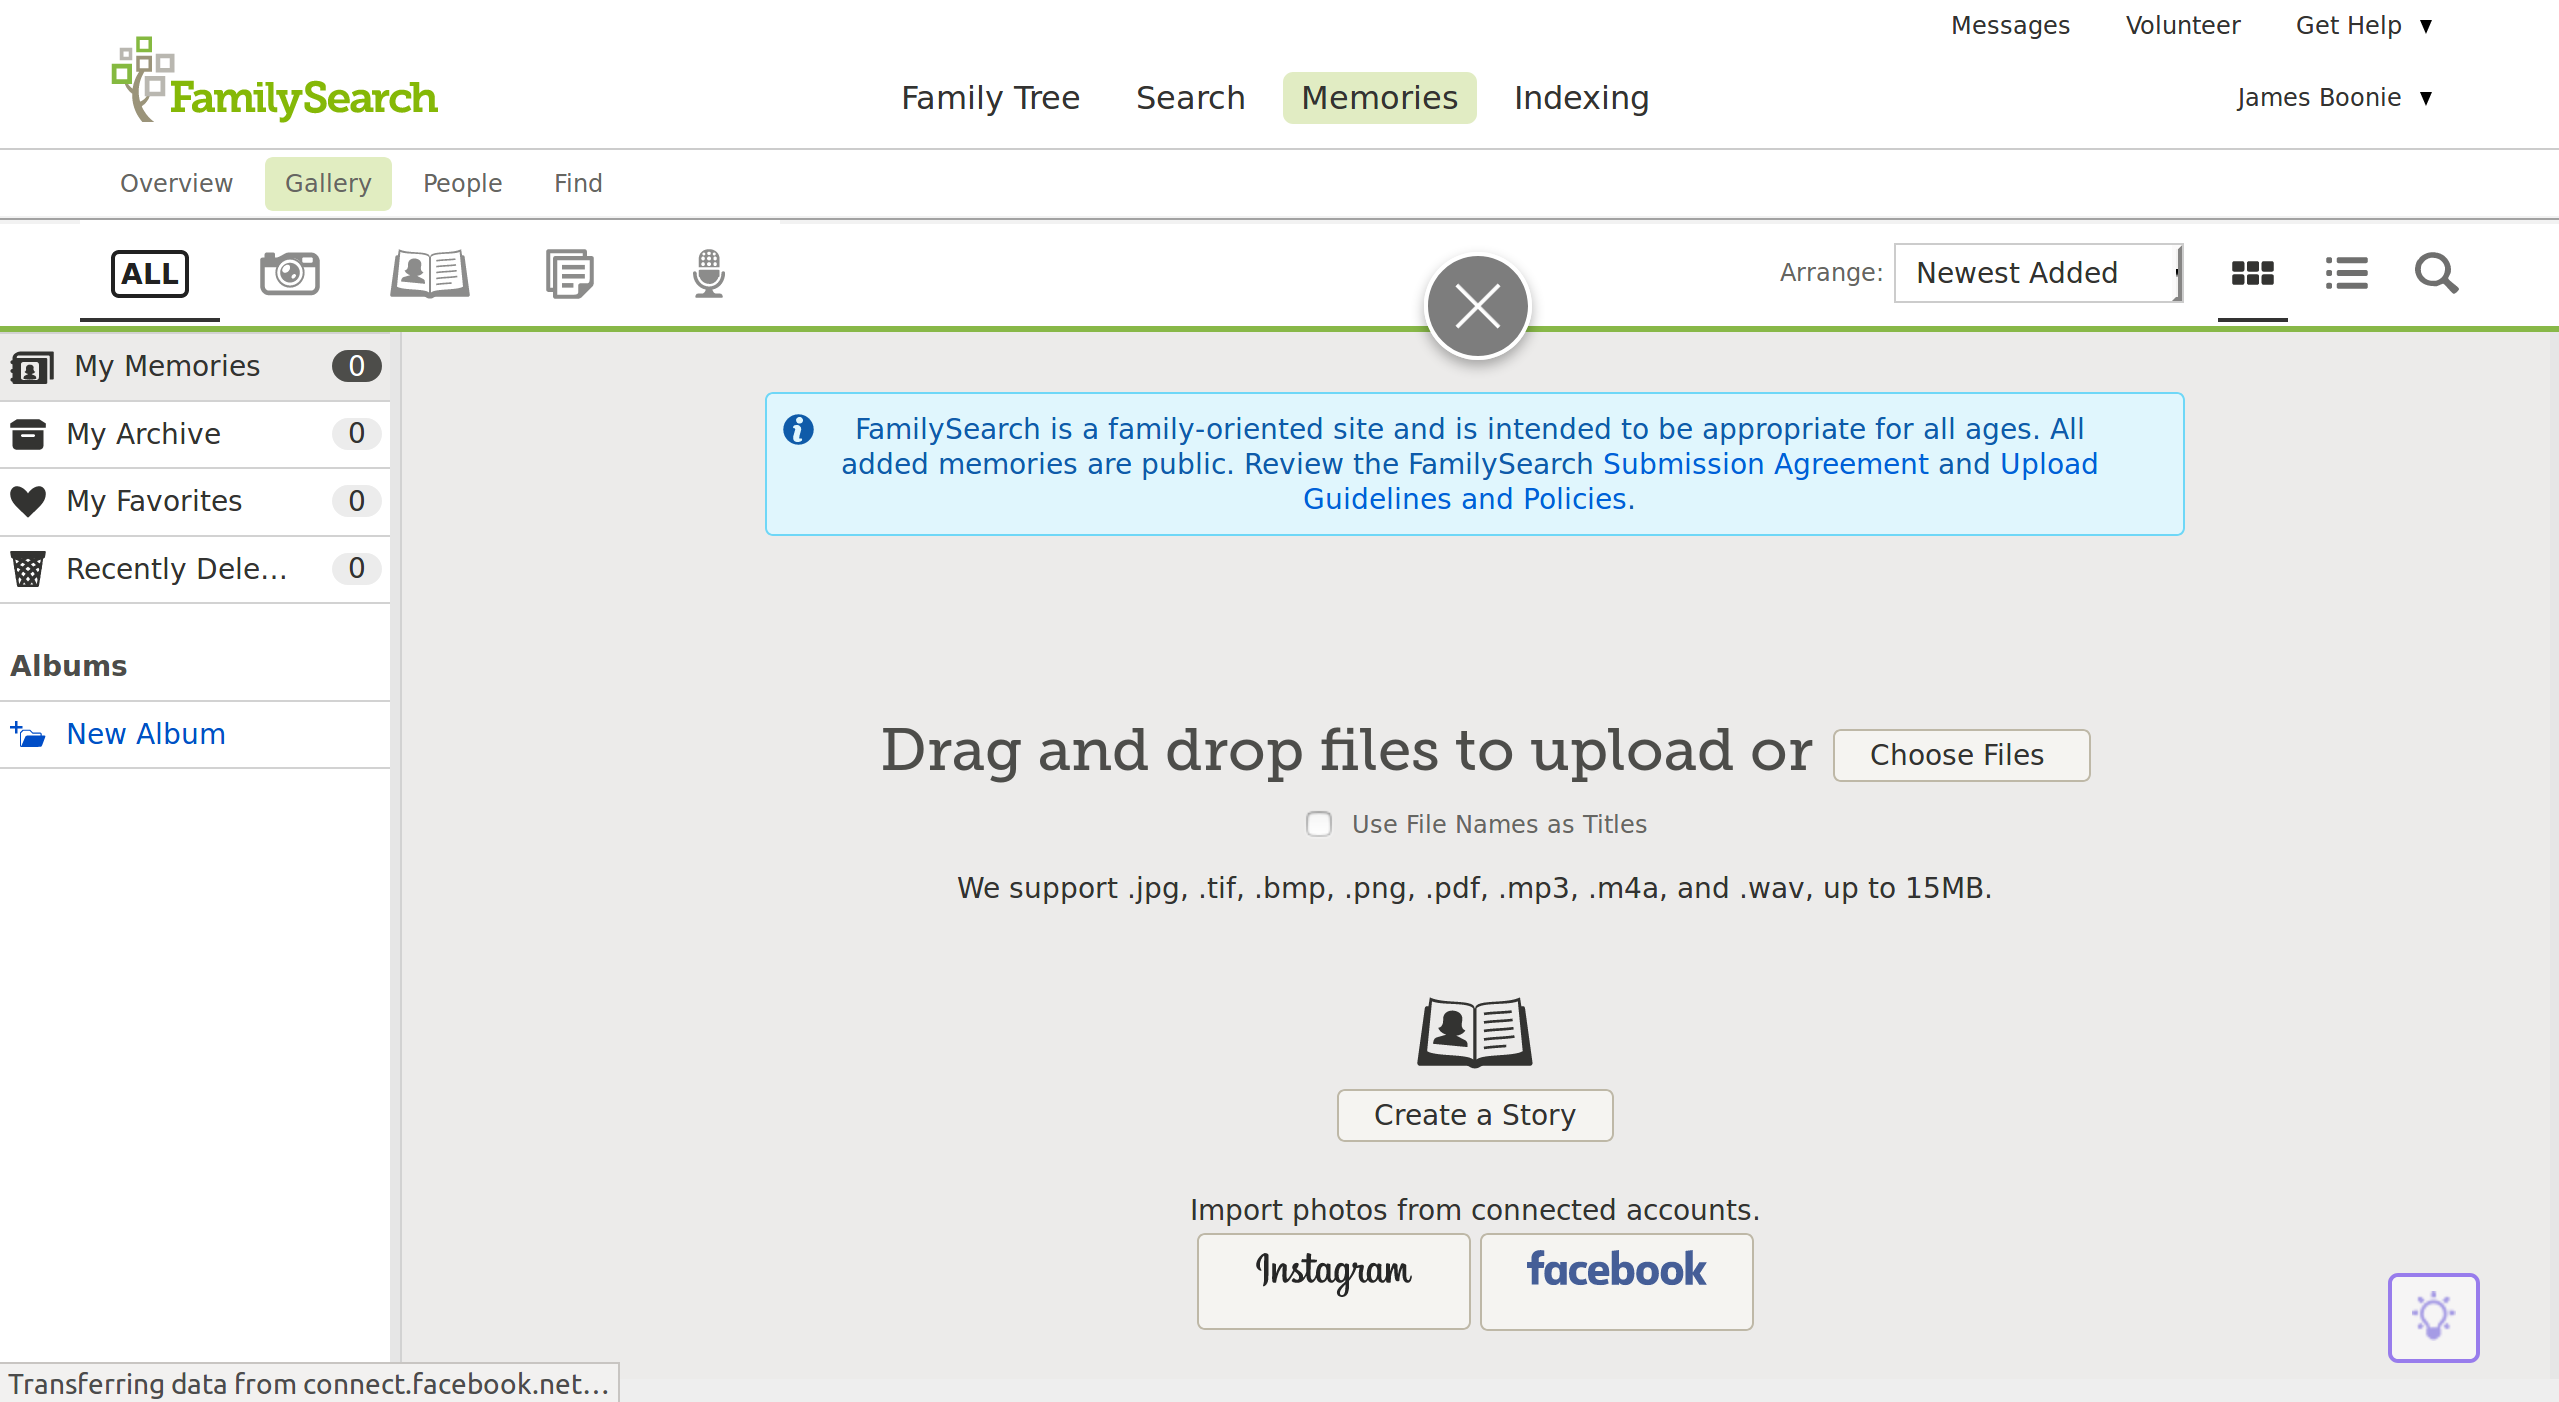 Messages Volunteer Get Help
FamilySearch
Family Tree Search Memories Indexing
James Boonie
Overview Gallery People Find
ALL
Arrange: Newest Added
My Memories 0
My Archive 0
My Favorites 0
Recently Dele... 0
Albums
New Album
FamilySearch is a family-oriented site and is intended to be appropriate for all ages. All
added memories are public. Review the FamilySearch Submission Agreement and Upload
Guidelines and Policies.
Drag and drop files to upload or Choose Files
Use File Names as Titles
We support .jpg, .tif, .bmp, .png, .pdf, .mp3, .m4a, and .wav, up to 15MB.
Create a Story
Import photos from connected accounts.
Instagram facebook
Transferring data from connect.facebook.net...